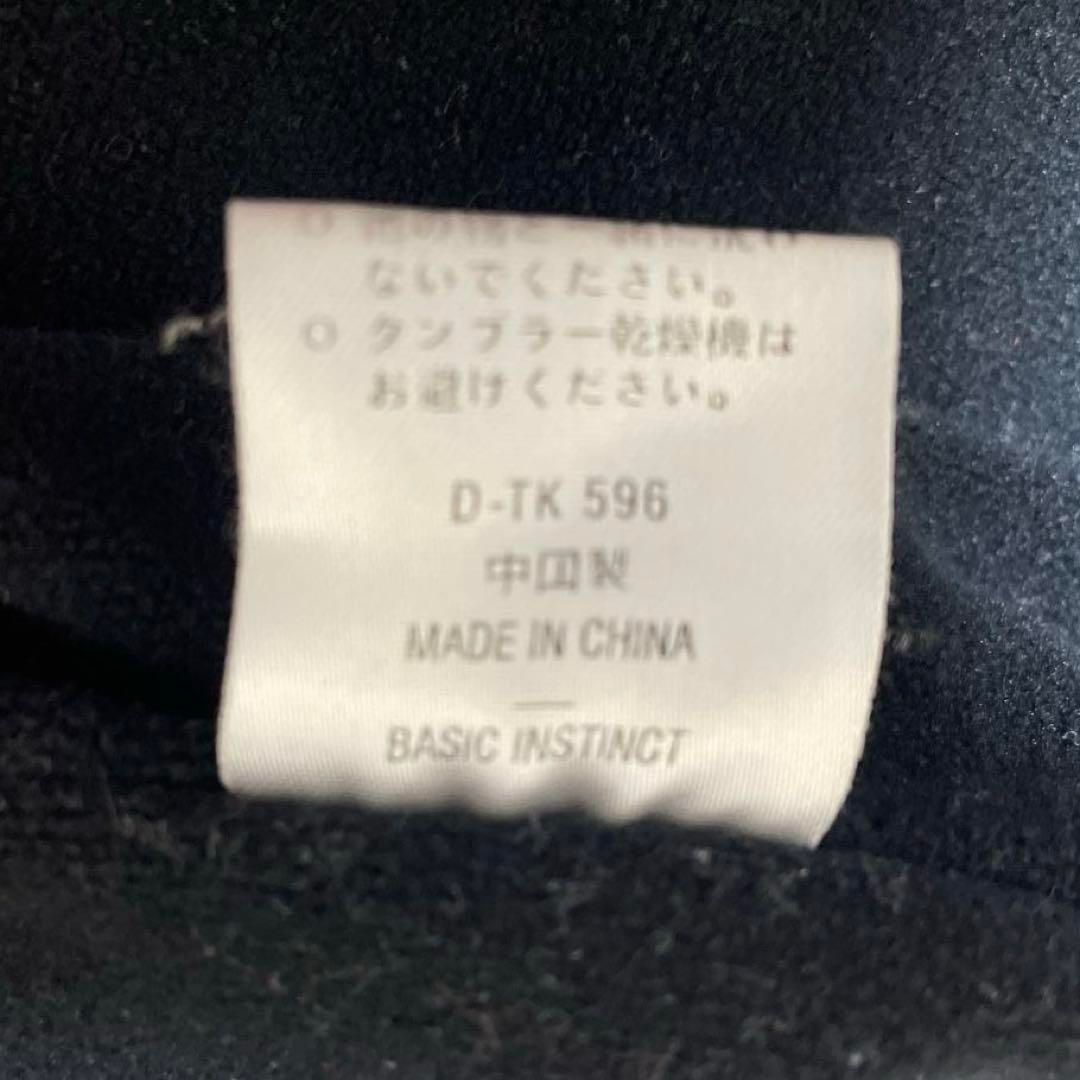 ないでください。
○ タンブラー乾燥機は
お避けください。
D-TK 596
中国製
MADE IN CHINA
BASIC INSTINCT